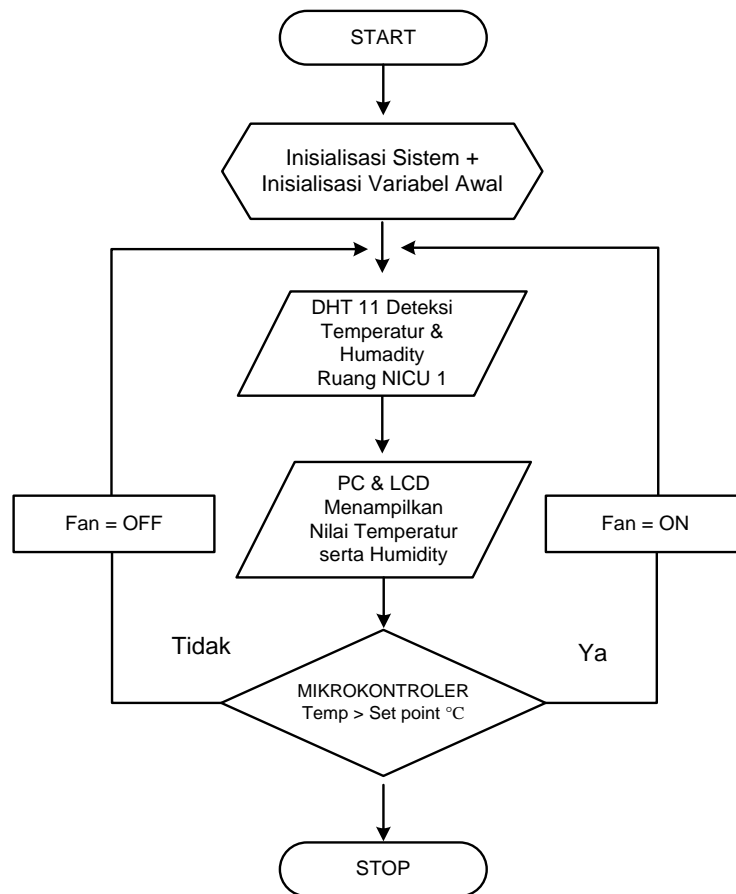 START
Inisialisasi Sistem +
Inisialisasi Variabel Awal
DHT 11 Deteksi
Temperatur &
Humadity
Ruang NICU 1
PC & LCD
Menampilkan
Nilai Temperatur
serta Humidity
Fan = OFF
Fan = ON
Tidak
Ya
MIKROKONTROLER
Temp > Set point °C
STOP